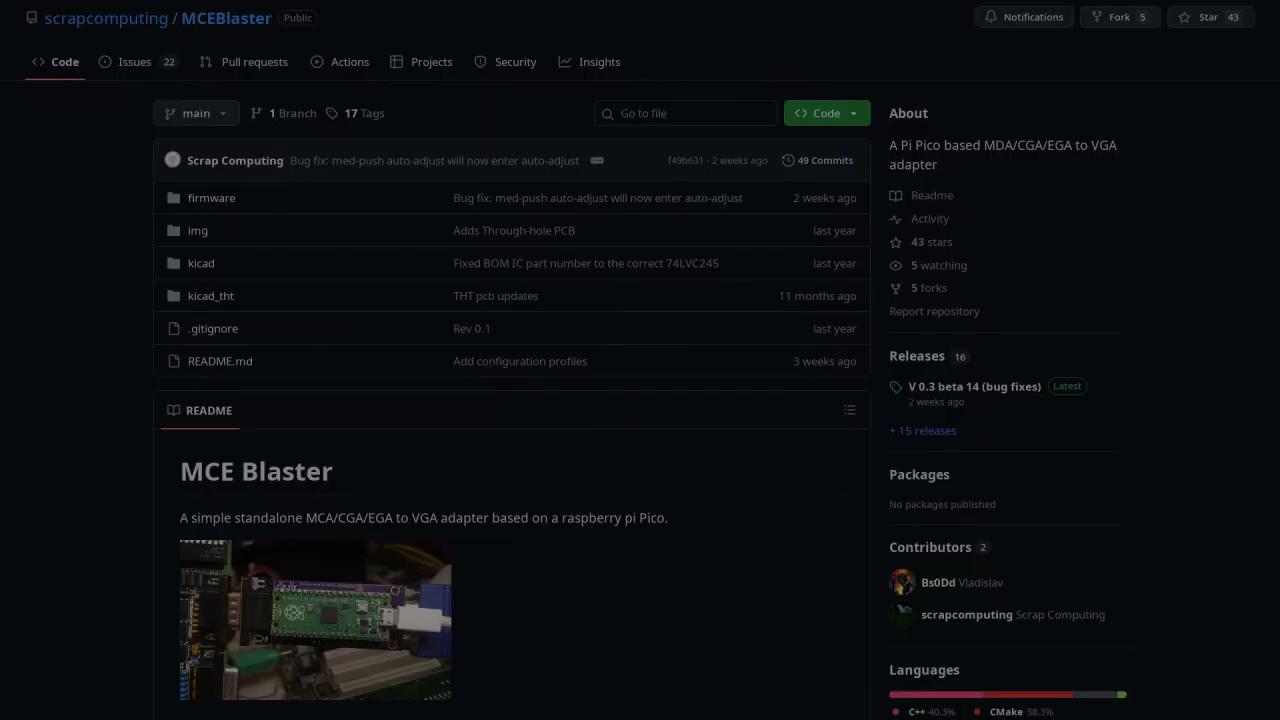 scrapcomputing / MCEBlaster Public
Notifications Fork 5 Star 43
Code Issues 22 Pull requests Actions Projects Security Insights
main 1 Branch 17 Tags Go to file Code
Scrap Computing Bug fix: med-push auto-adjust will now enter auto-adjust f49b631 · 2 weeks ago 49 Commits
firmware Bug fix: med-push auto-adjust will now enter auto-adjust 2 weeks ago
img Adds Through-hole PCB last year
kicad Fixed BOM IC part number to the correct 74LVC245 last year
kicad_tht THT pcb updates 11 months ago
.gitignore Rev 0.1 last year
README.md Add configuration profiles 3 weeks ago
README
MCE Blaster
A simple standalone MCA/CGA/EGA to VGA adapter based on a raspberry pi Pico.
About
A Pi Pico based MDA/CGA/EGA to VGA
adapter
Readme
Activity
43 stars
5 watching
5 forks
Report repository
Releases 16
V 0.3 beta 14 (bug fixes) Latest
2 weeks ago
+ 15 releases
Packages
No packages published
Contributors 2
Bs0Dd Vladislav
scrapcomputing Scrap Computing
Languages
C++ 40.3% CMake 38.3%